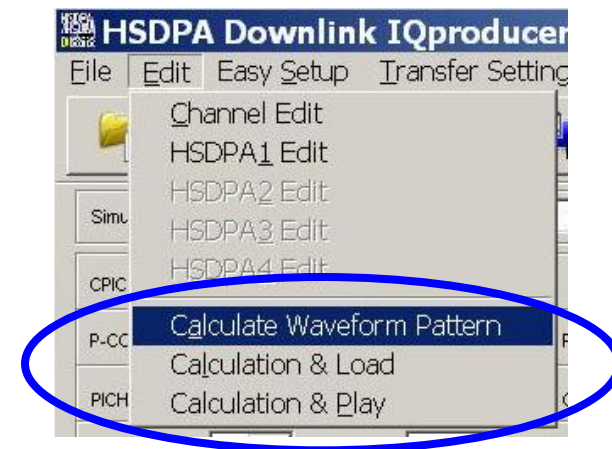 HSDPA Downlink IQproducer
File Edit Easy Setup Transfer Setting
Channel Edit
HSDPA1 Edit
HSDPA2 Edit
Simu
HSDPA3 Edit
HSDPA4 Edit
CPIC
Calculate Waveform Pattern
P-CC
Calculation & Load
PICH
Calculation & Play